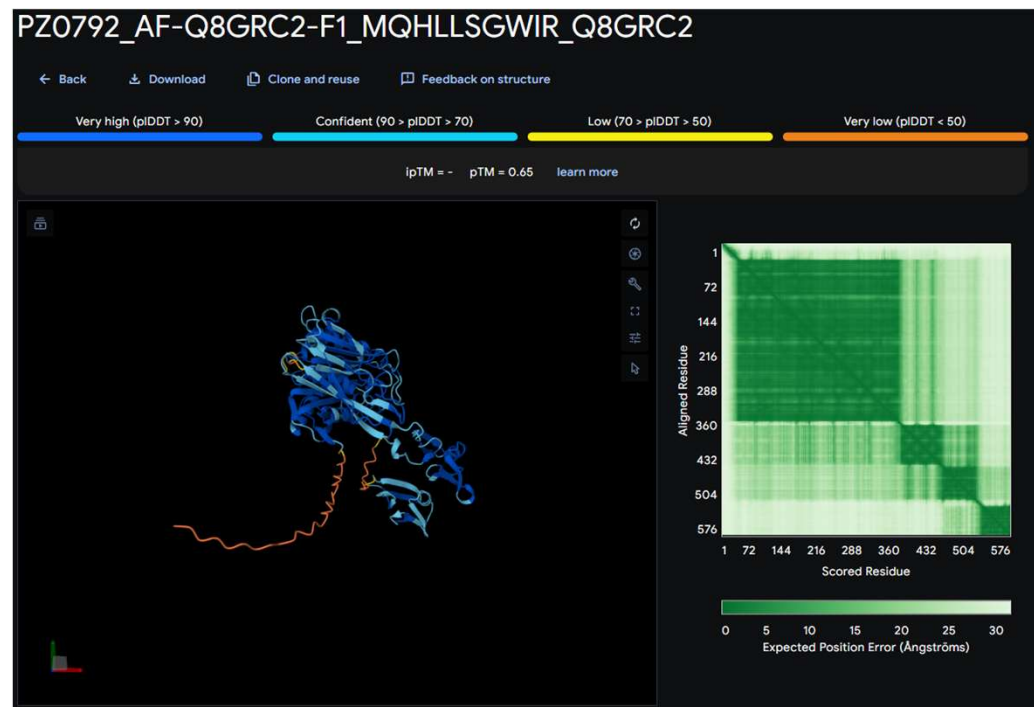 PZ0792_AF-Q8GRC2-F1_MQHLLSGWIR_Q8GRC2
Back Download Clone and reuse Feedback on structure
Very high (plDDT > 90) Confident (90 > plDDT > 70) Low (70 > plDDT > 50) Very low (plDDT < 50)
ipTM = - pTM = 0.65 learn more
Aligned Residue
1
72
144
216
288
360
432
504
576
1 72 144 216 288 360 432 504 576
Scored Residue
0 5 10 15 20 25 30
Expected Position Error (Ångströms)